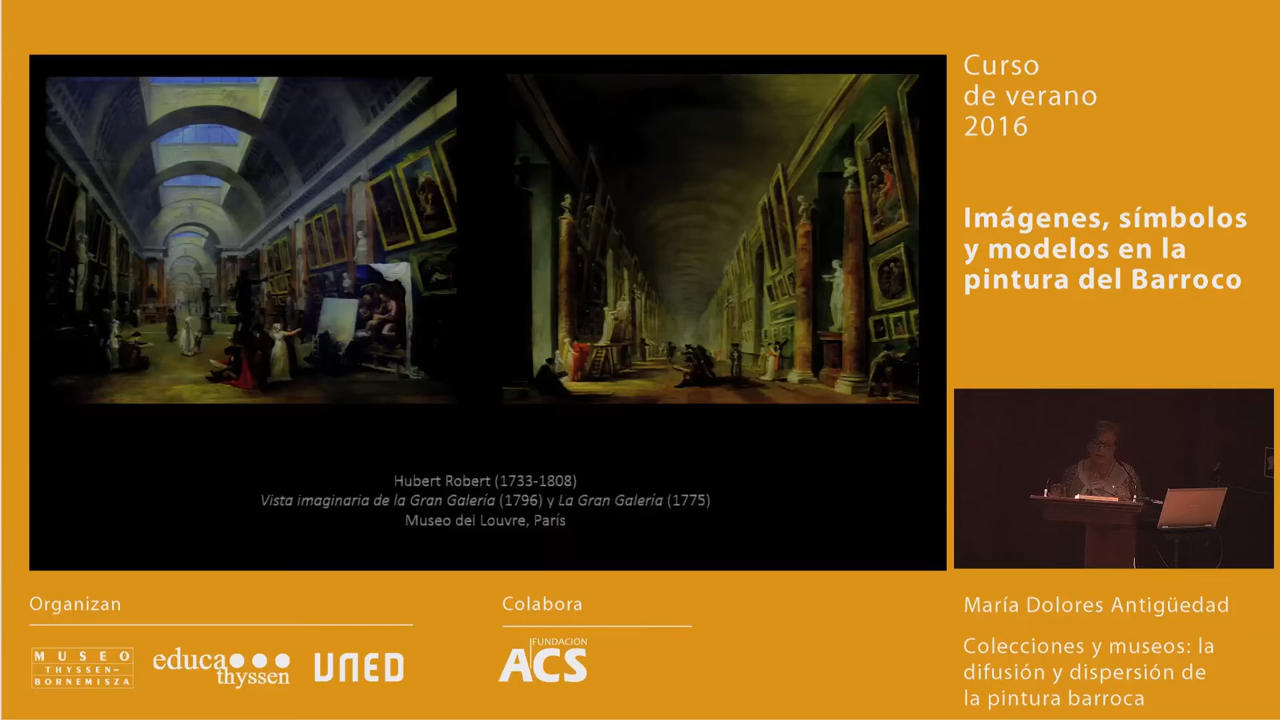 Curso
de verano
2016
Imágenes, símbolos
y modelos en la
pintura del Barroco
Hubert Robert (1733-1808)
Vista imaginaria de la Gran Galería (1796) y La Gran Galería (1775)
Museo del Louvre, París
Organizan
MUSEO
THYSSEN-
BORNEMISZA
educa
thyssen
UNED
Colabora
FUNDACION
ACS
María Dolores Antigüedad
Colecciones y museos: la
difusión y dispersión de
la pintura barroca